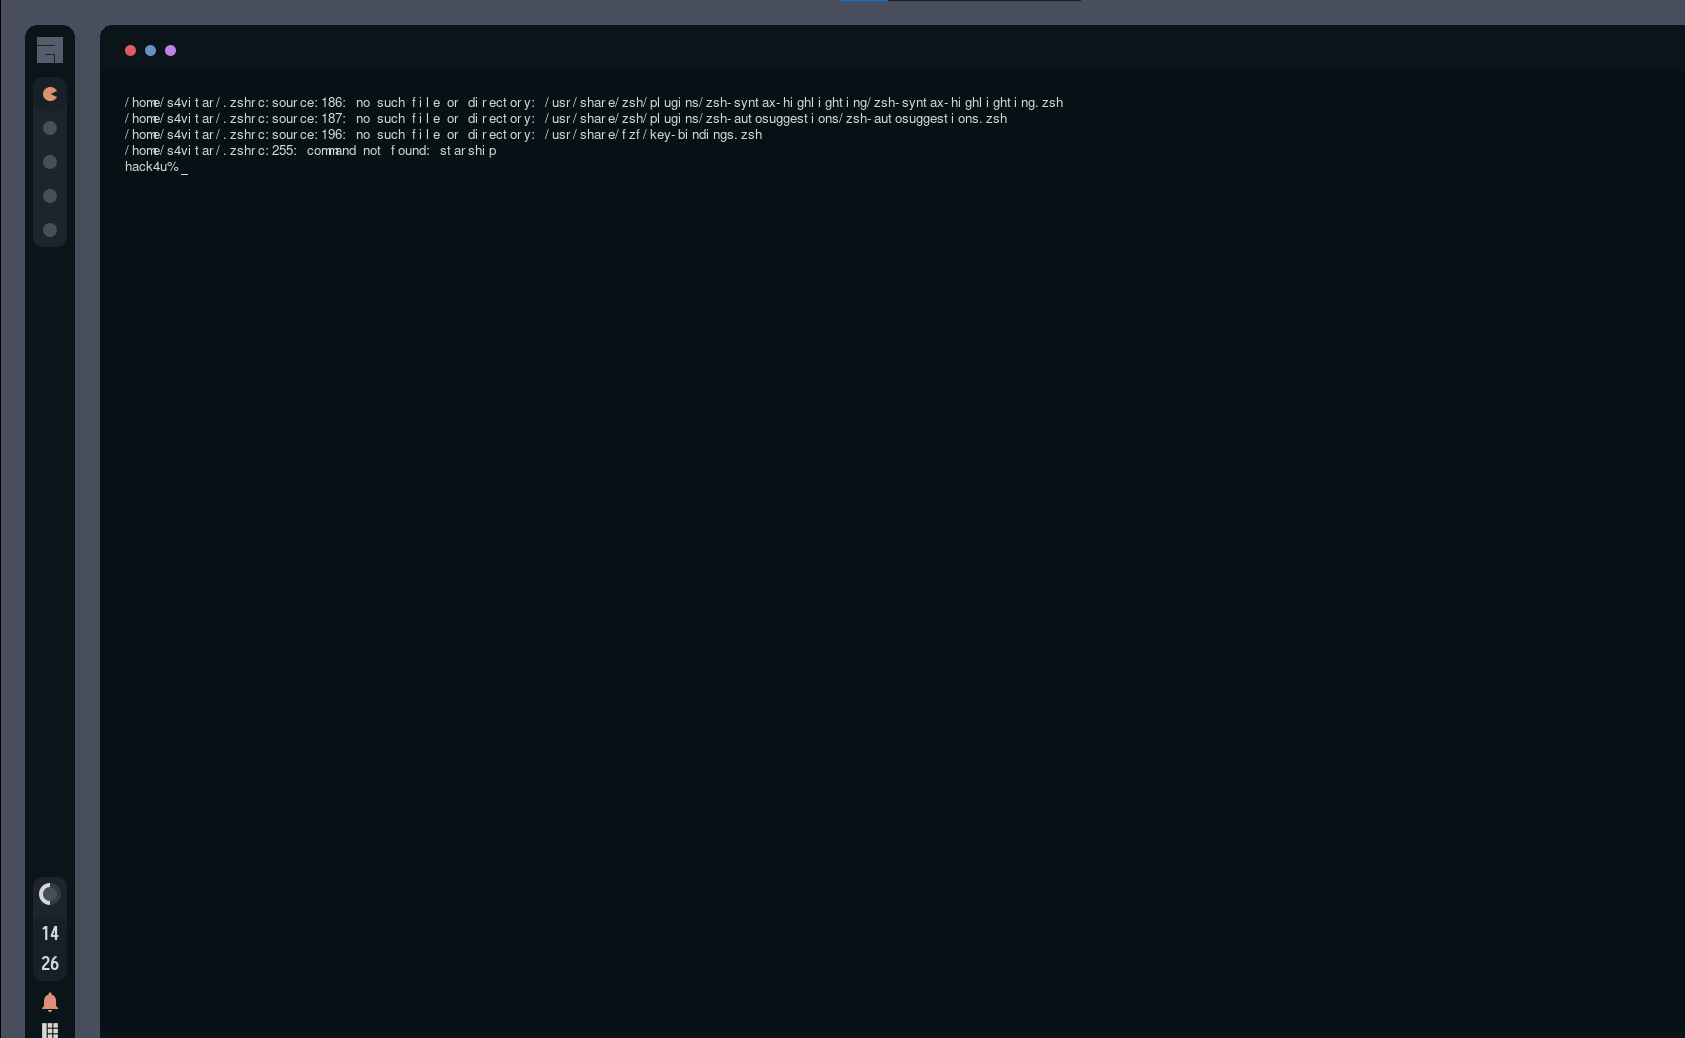 /home/s4vitar/.zshrc:source:186: no such file or directory: /usr/share/zsh/plugins/zsh-syntax-highlighting/zsh-syntax-highlighting.zsh
/home/s4vitar/.zshrc:source:187: no such file or directory: /usr/share/zsh/plugins/zsh-autosuggestions/zsh-autosuggestions.zsh
/home/s4vitar/.zshrc:source:196: no such file or directory: /usr/share/fzf/key-bindings.zsh
/home/s4vitar/.zshrc:255: command not found: starship
hack4u%_
14
26